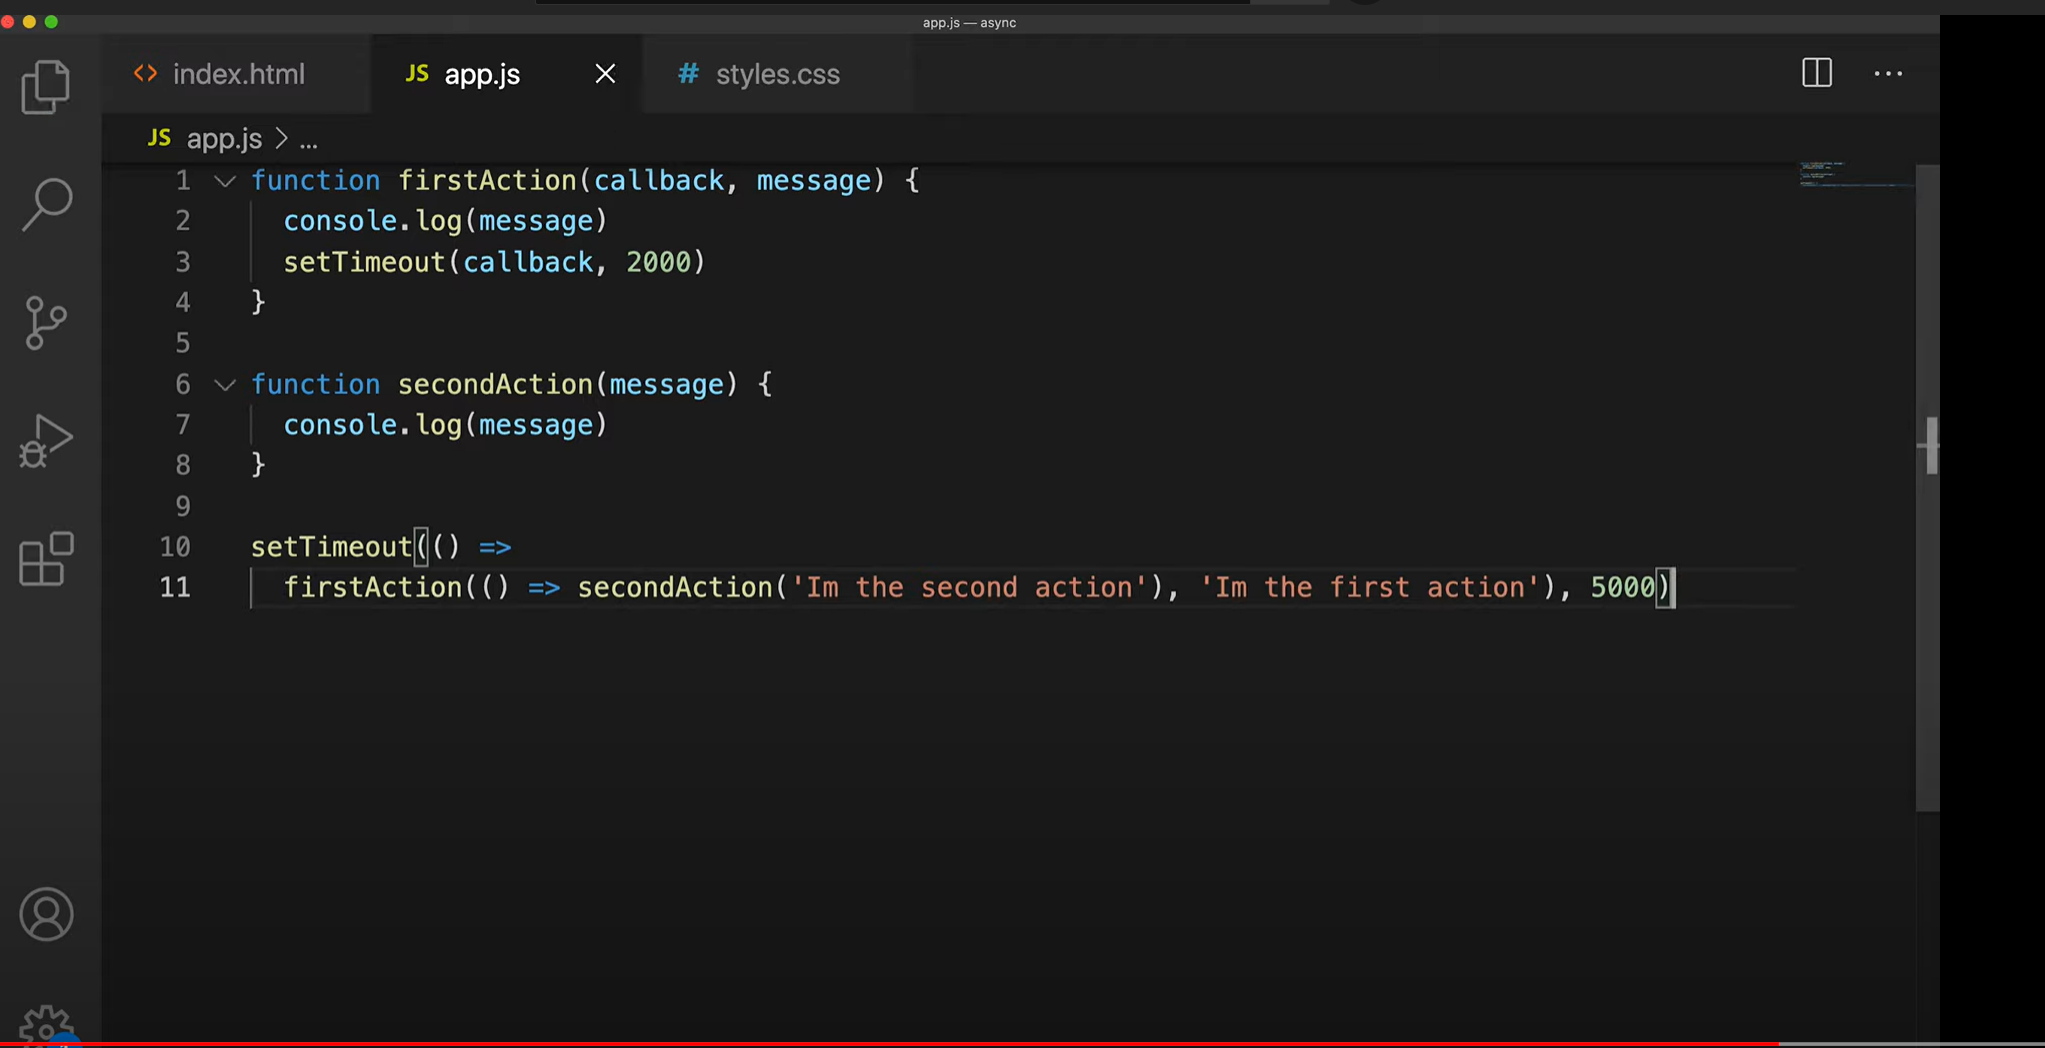 app.js — async
<> index.html JS app.js # styles.css
JS app.js > ...
1 function firstAction(callback, message) {
2 console.log(message)
3 setTimeout(callback, 2000)
4 }
5
6 function secondAction(message) {
7 console.log(message)
8 }
9
10 setTimeout(() =>
11 firstAction(() => secondAction('Im the second action'), 'Im the first action'), 5000)